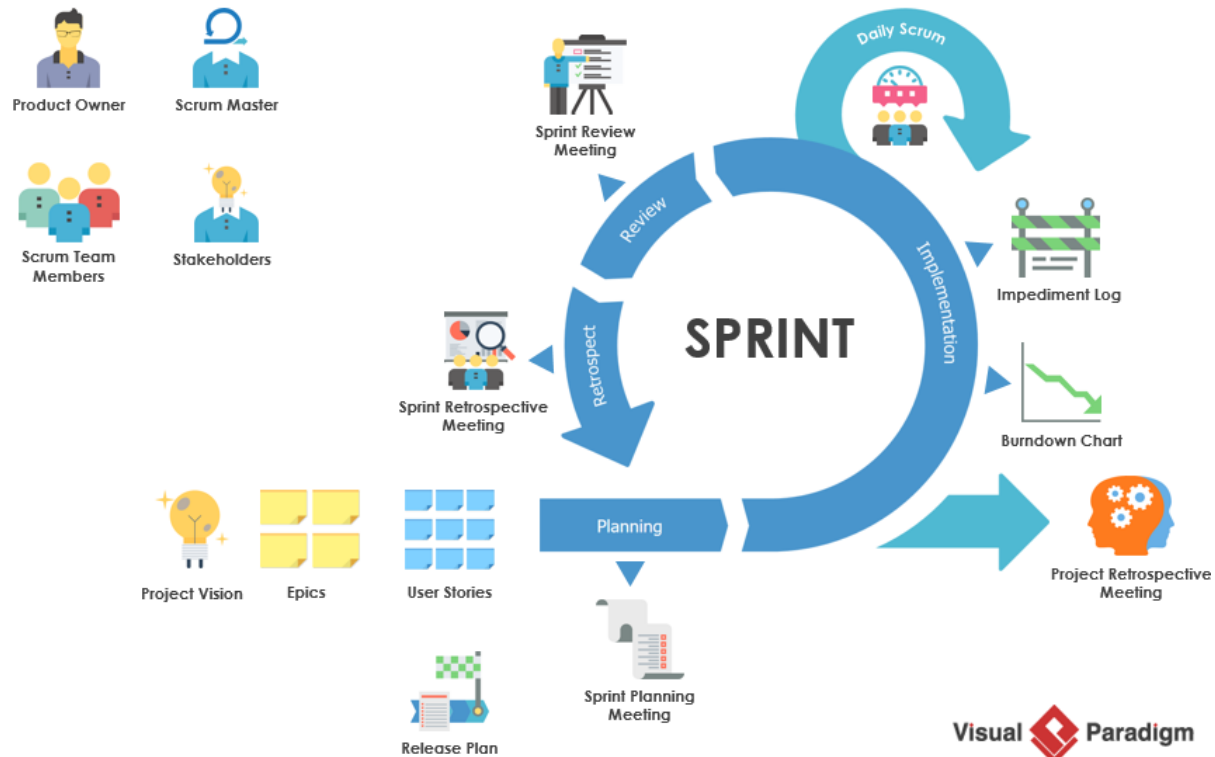 Product Owner
Scrum Master
Scrum Team
Members
Stakeholders
Sprint Review
Meeting
Daily Scrum
Review
Implementation
Impediment Log
SPRINT
Retrospect
Sprint Retrospective
Meeting
Burndown Chart
Planning
Project Vision
Epics
User Stories
Project Retrospective
Meeting
Sprint Planning
Meeting
Release Plan
Visual Paradigm